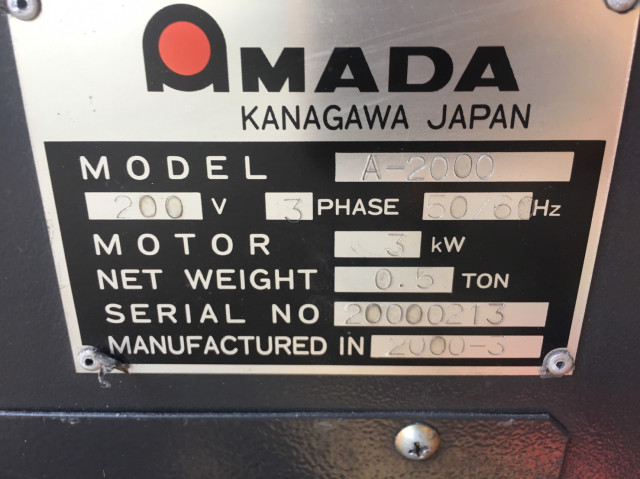 AMADA
KANAGAWA JAPAN
MODEL A-2000
200 V 3 PHASE 50/60Hz
MOTOR 3 kW
NET WEIGHT 0.5 TON
SERIAL NO 20000213
MANUFACTURED IN 2000-3